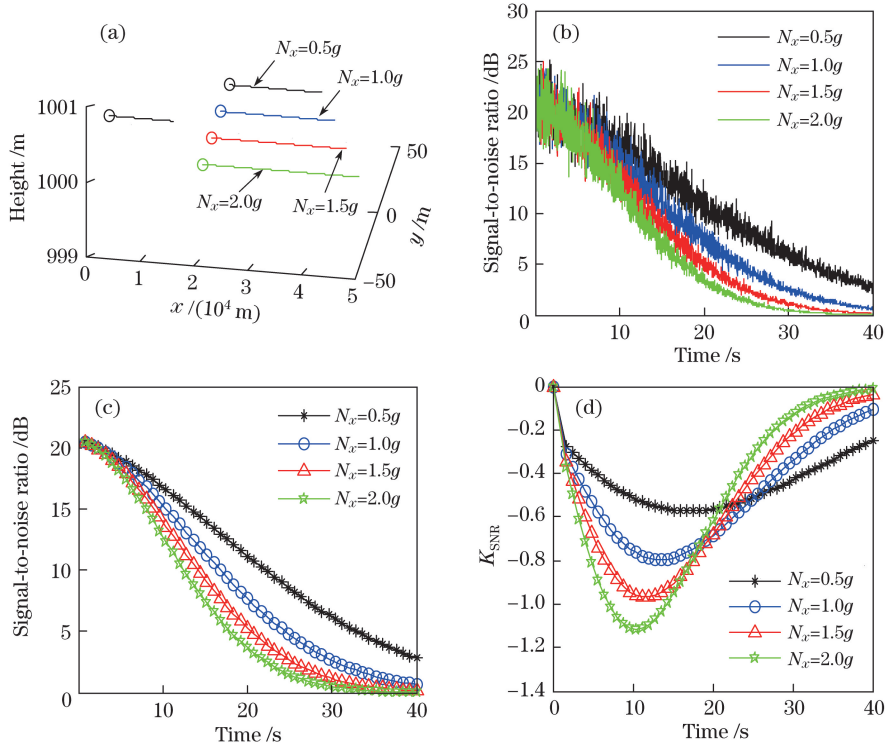 (a)
Nx=0.5g
Nx=1.0g
1001
1000
999
Height /m
Nx=2.0g
Nx=1.5g
50
0
−50
y /m
0
1
2
3
4
5
x /(10⁴ m)
(b)
Nx=0.5g
Nx=1.0g
Nx=1.5g
Nx=2.0g
30
25
20
15
10
5
0
Signal-to-noise ratio /dB
10
20
30
40
Time /s
(c)
Nx=0.5g
Nx=1.0g
Nx=1.5g
Nx=2.0g
25
20
15
10
5
0
Signal-to-noise ratio /dB
10
20
30
40
Time /s
(d)
0
−0.2
−0.4
−0.6
−0.8
−1.0
−1.2
−1.4
KSNR
Nx=0.5g
Nx=1.0g
Nx=1.5g
Nx=2.0g
0
10
20
30
40
Time /s